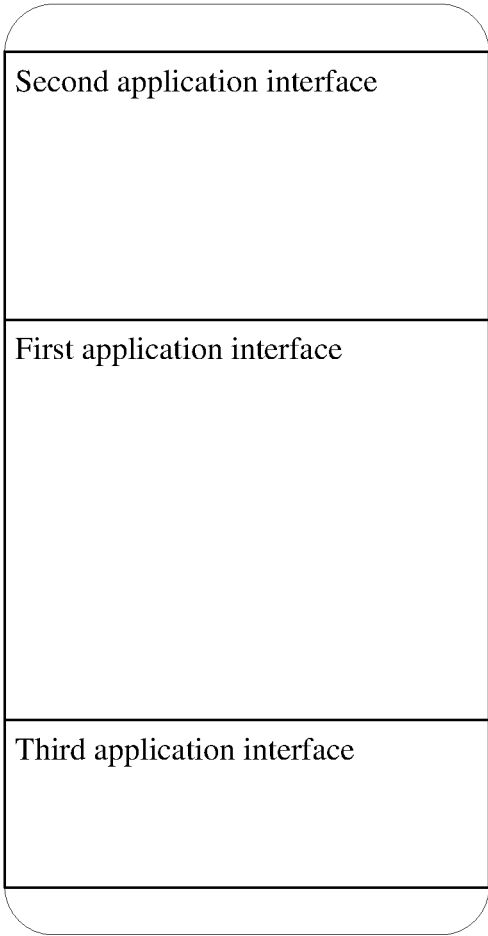 Second application interface
First application interface
Third application interface